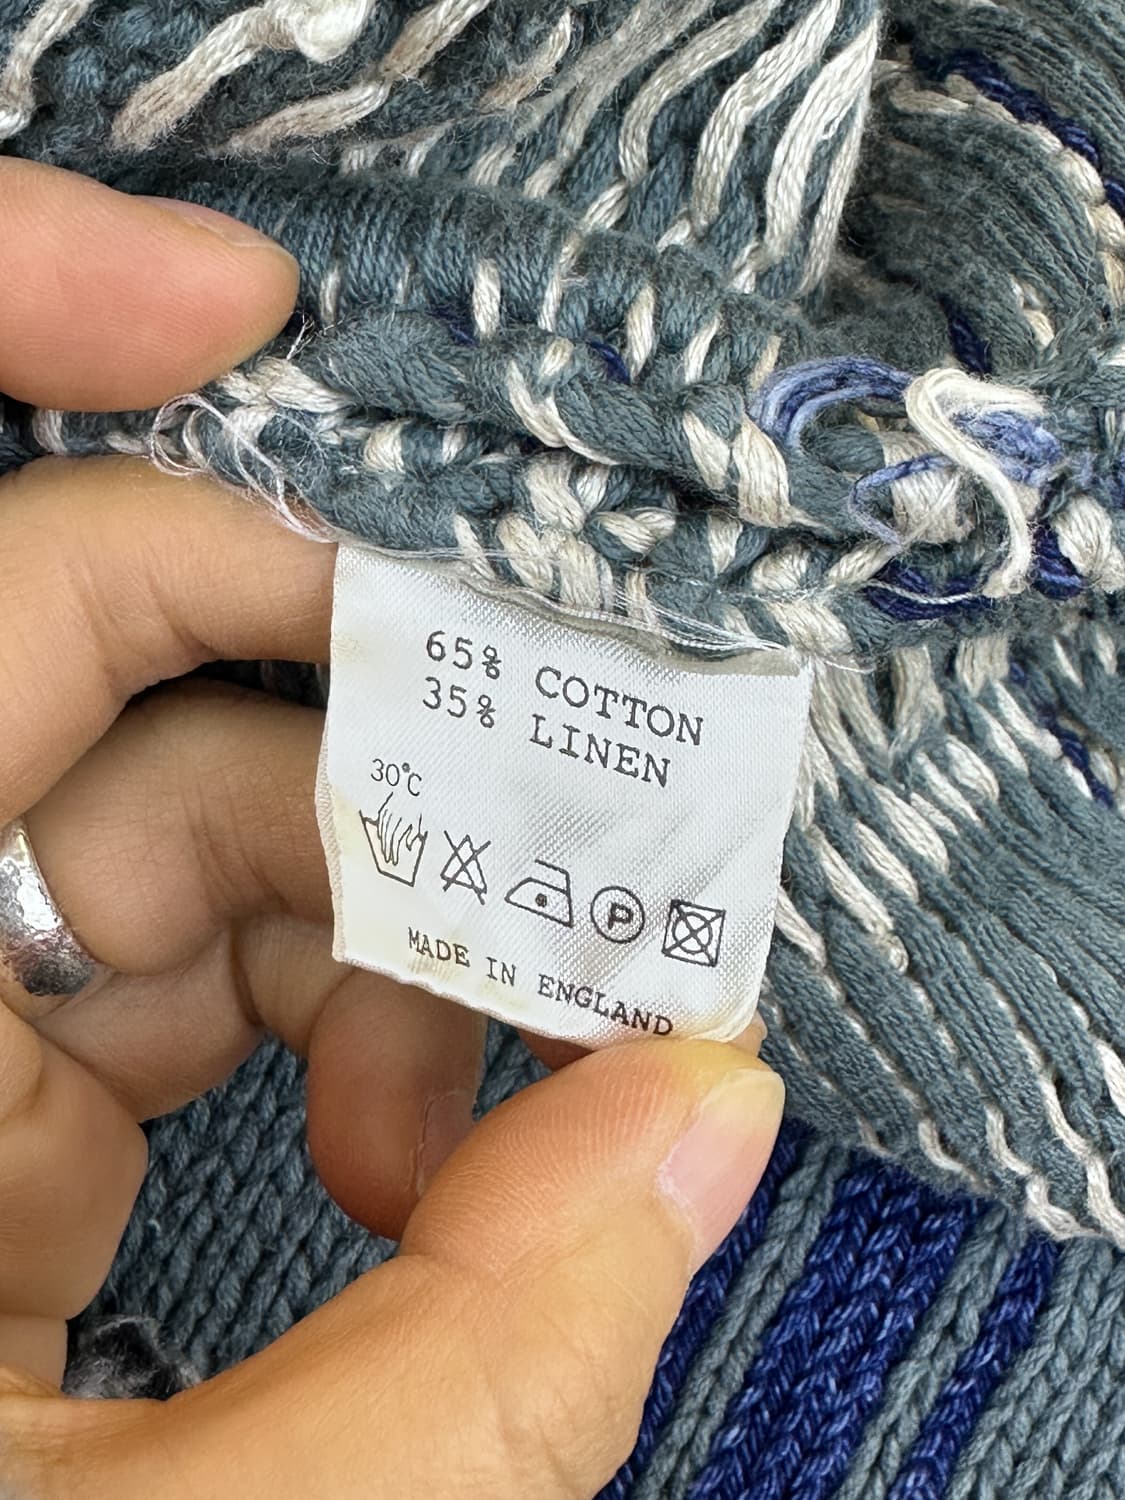 65% COTTON
35% LINEN
30°C
P
MADE IN ENGLAND